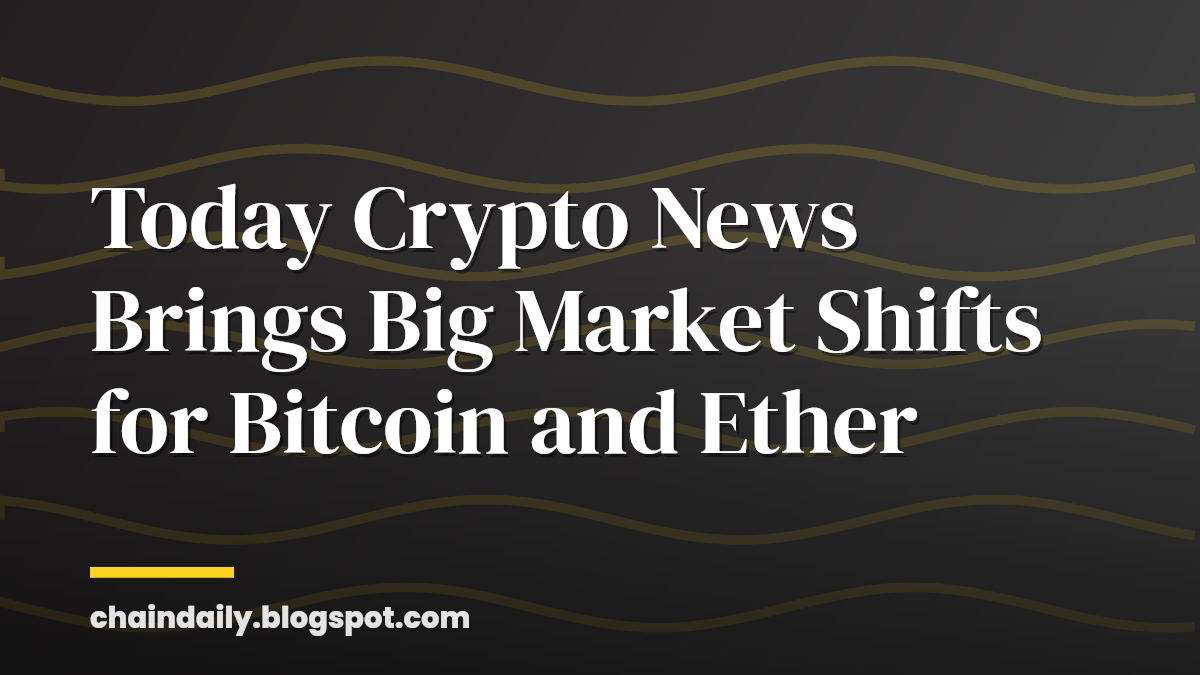 Today Crypto News
Brings Big Market Shifts
for Bitcoin and Ether
chaindaily.blogspot.com